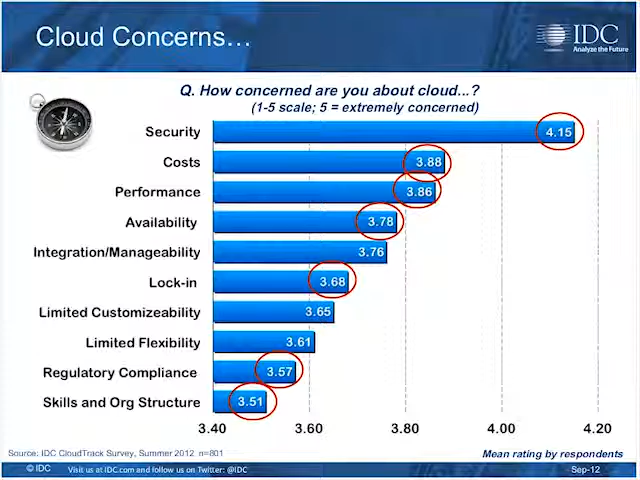 Cloud Concerns…
IDC
Analyze the Future
Q. How concerned are you about cloud...?
(1-5 scale; 5 = extremely concerned)
Security 4.15
Costs 3.88
Performance 3.86
Availability 3.78
Integration/Manageability 3.76
Lock-in 3.68
Limited Customizeability 3.65
Limited Flexibility 3.61
Regulatory Compliance 3.57
Skills and Org Structure 3.51
3.40 3.60 3.80 4.00 4.20
Source: IDC CloudTrack Survey, Summer 2012 n=801
Mean rating by respondents
© IDC Visit us at IDC.com and follow us on Twitter: @IDC Sep-12